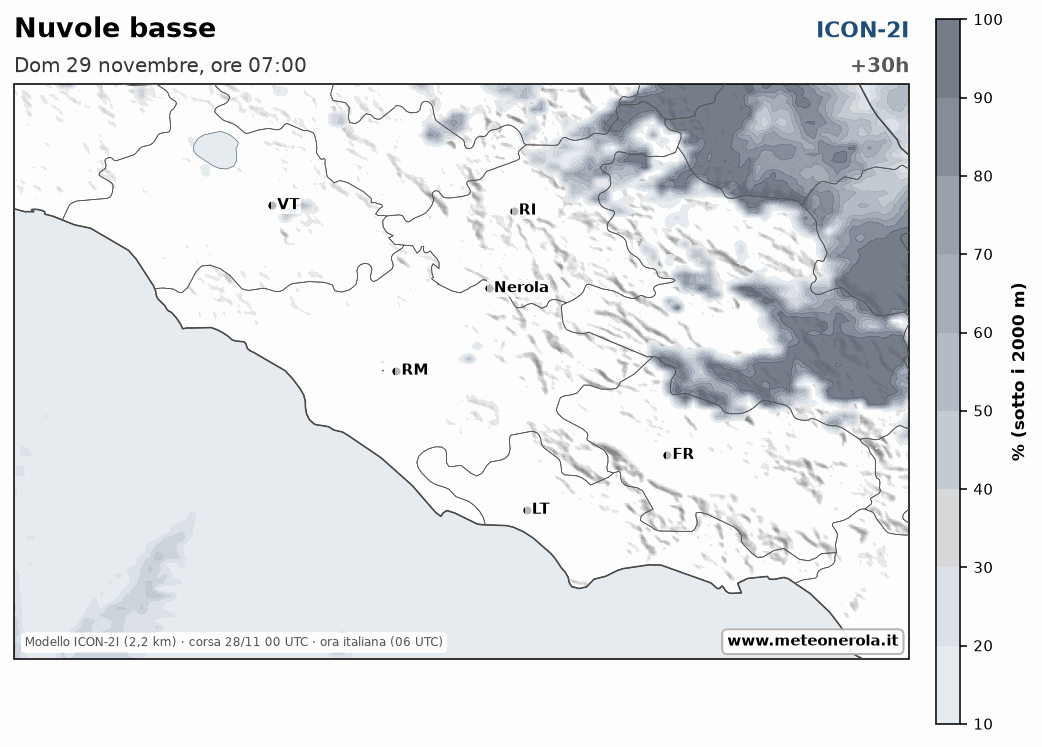 Nuvole basse
ICON-2I
Dom 29 novembre, ore 07:00
+30h
100
90
80
70
60
50
40
30
20
10
% (sotto i 2000 m)
VT
RI
Nerola
RM
FR
LT
Modello ICON-2I (2,2 km) · corsa 28/11 00 UTC · ora italiana (06 UTC)
www.meteonerola.it